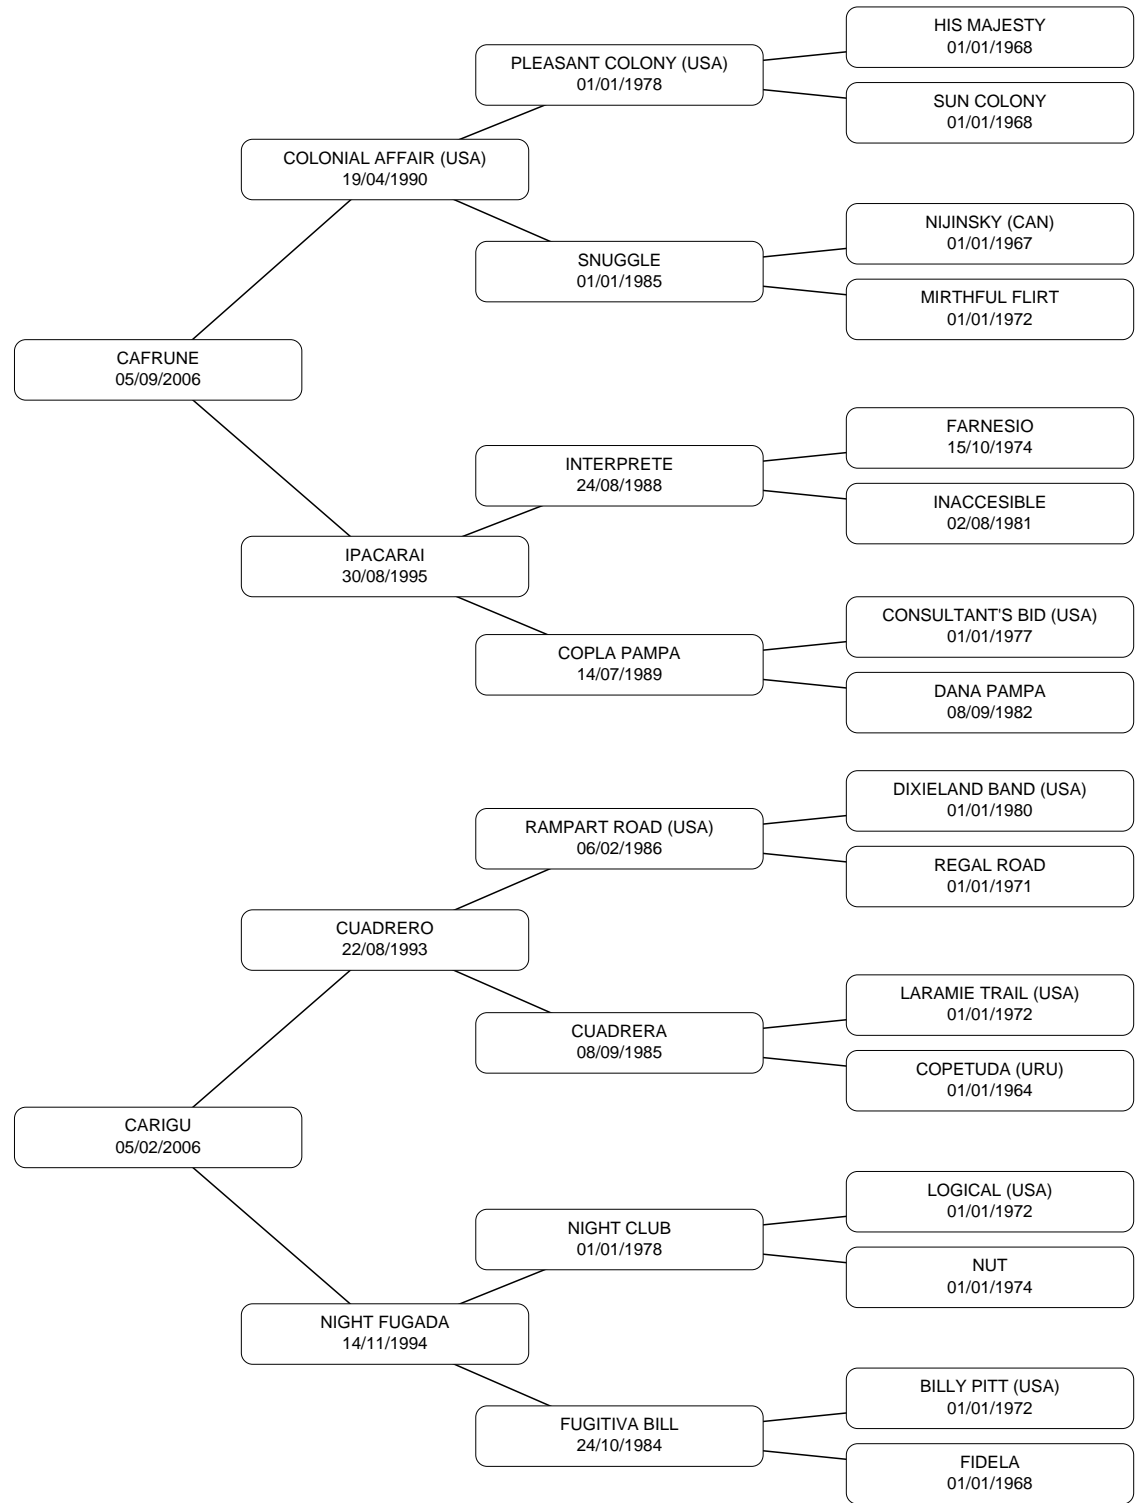 HIS MAJESTY
01/01/1968
PLEASANT COLONY (USA)
01/01/1978
SUN COLONY
01/01/1968
COLONIAL AFFAIR (USA)
19/04/1990
NIJINSKY (CAN)
01/01/1967
SNUGGLE
01/01/1985
MIRTHFUL FLIRT
01/01/1972
CAFRUNE
05/09/2006
FARNESIO
15/10/1974
INTERPRETE
24/08/1988
INACCESIBLE
02/08/1981
IPACARAI
30/08/1995
CONSULTANT'S BID (USA)
01/01/1977
COPLA PAMPA
14/07/1989
DANA PAMPA
08/09/1982
DIXIELAND BAND (USA)
01/01/1980
RAMPART ROAD (USA)
06/02/1986
REGAL ROAD
01/01/1971
CUADRERO
22/08/1993
LARAMIE TRAIL (USA)
01/01/1972
CUADRERA
08/09/1985
COPETUDA (URU)
01/01/1964
CARIGU
05/02/2006
LOGICAL (USA)
01/01/1972
NIGHT CLUB
01/01/1978
NUT
01/01/1974
NIGHT FUGADA
14/11/1994
BILLY PITT (USA)
01/01/1972
FUGITIVA BILL
24/10/1984
FIDELA
01/01/1968